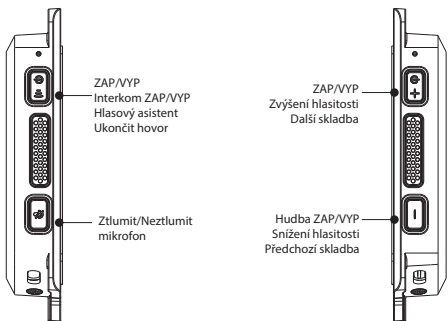 ZAP/VYP
Interkom ZAP/VYP
Hlasový asistent
Ukončit hovor
Ztlumit/Neztlumit
mikrofon
ZAP/VYP
Zvýšení hlasitosti
Další skladba
Hudba ZAP/VYP
Snížení hlasitosti
Předchozí skladba